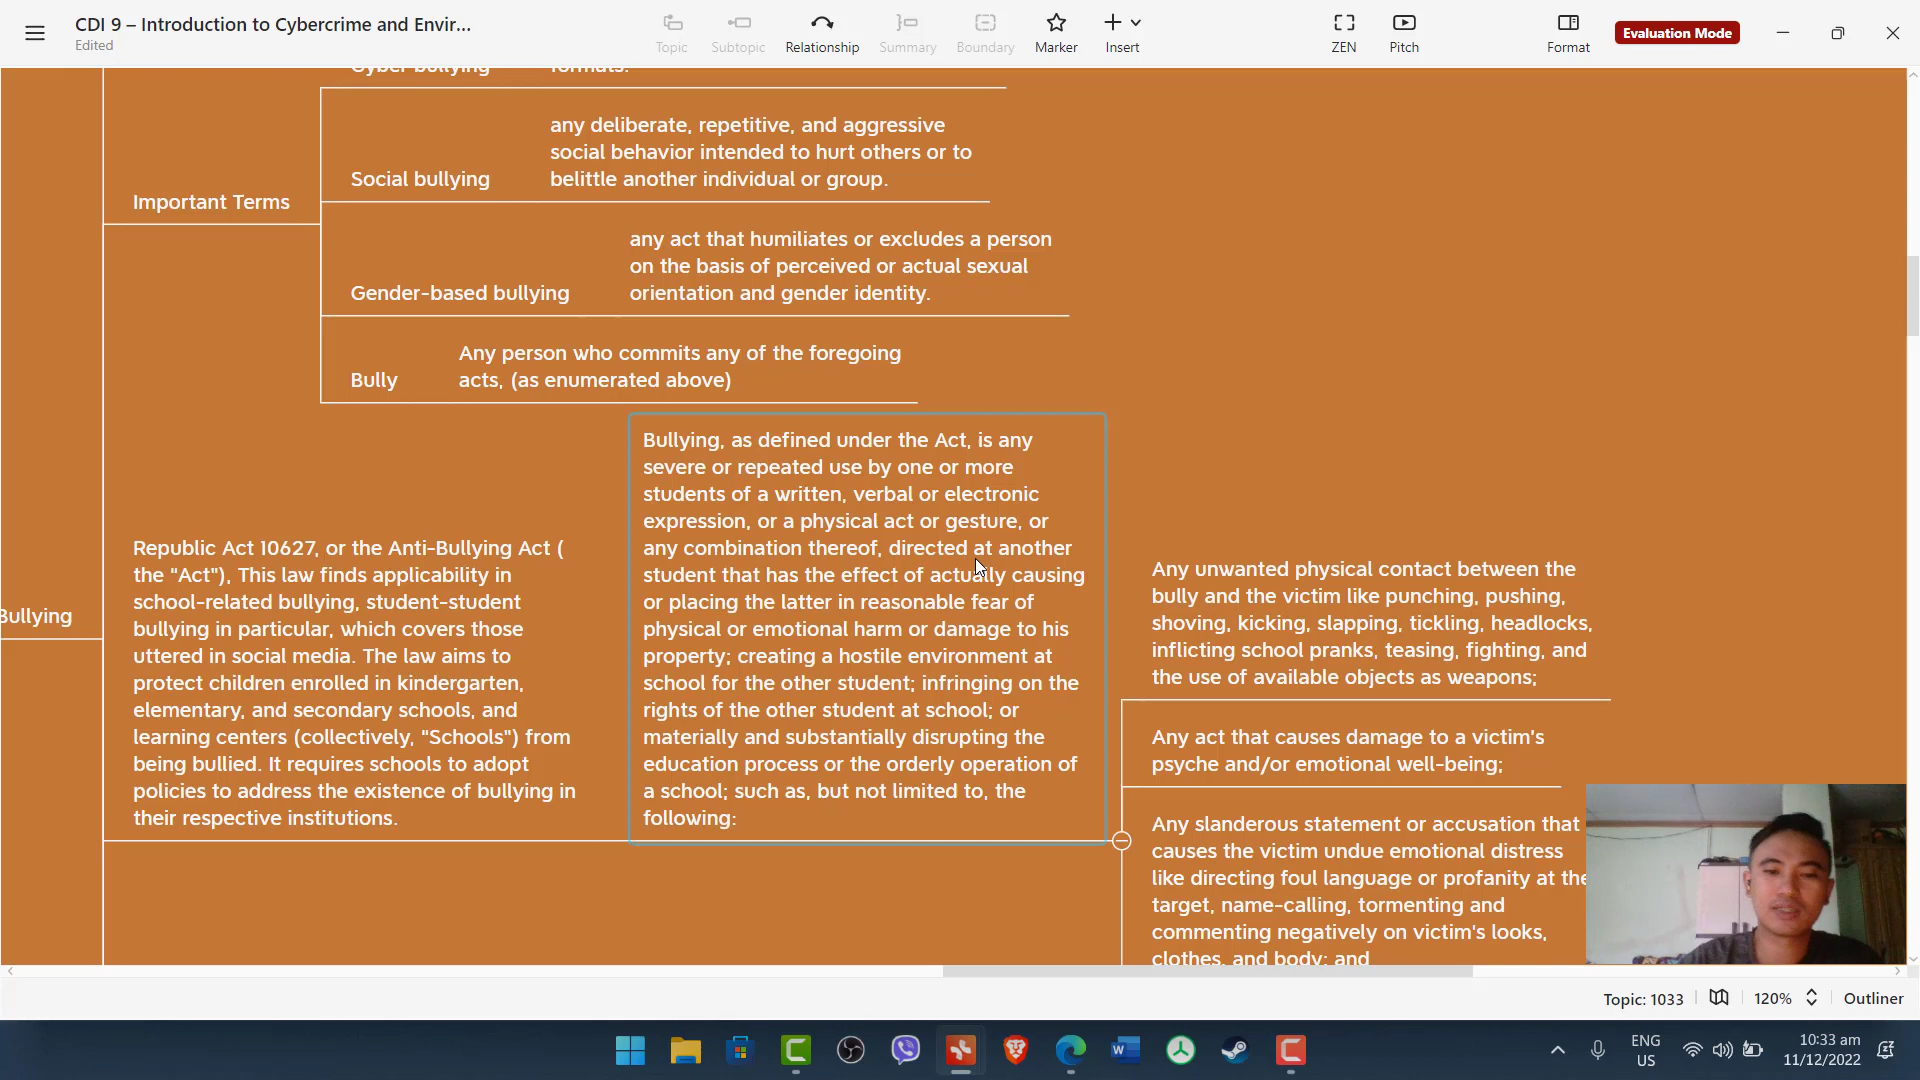 CDI 9 – Introduction to Cybercrime and Envir...
Edited
Topic
Subtopic
Relationship
Summary
Boundary
Marker
Insert
ZEN
Pitch
Format
Evaluation Mode
Cyber bullying
formats.
Social bullying
any deliberate, repetitive, and aggressive
social behavior intended to hurt others or to
belittle another individual or group.
Important Terms
Gender-based bullying
any act that humiliates or excludes a person
on the basis of perceived or actual sexual
orientation and gender identity.
Bully
Any person who commits any of the foregoing
acts, (as enumerated above)
Bullying
Republic Act 10627, or the Anti-Bullying Act (
the "Act"), This law finds applicability in
school-related bullying, student-student
bullying in particular, which covers those
uttered in social media. The law aims to
protect children enrolled in kindergarten,
elementary, and secondary schools, and
learning centers (collectively, "Schools") from
being bullied. It requires schools to adopt
policies to address the existence of bullying in
their respective institutions.
Bullying, as defined under the Act, is any
severe or repeated use by one or more
students of a written, verbal or electronic
expression, or a physical act or gesture, or
any combination thereof, directed at another
student that has the effect of actually causing
or placing the latter in reasonable fear of
physical or emotional harm or damage to his
property; creating a hostile environment at
school for the other student; infringing on the
rights of the other student at school; or
materially and substantially disrupting the
education process or the orderly operation of
a school; such as, but not limited to, the
following:
Any unwanted physical contact between the
bully and the victim like punching, pushing,
shoving, kicking, slapping, tickling, headlocks,
inflicting school pranks, teasing, fighting, and
the use of available objects as weapons;
Any act that causes damage to a victim's
psyche and/or emotional well-being;
Any slanderous statement or accusation that
causes the victim undue emotional distress
like directing foul language or profanity at the
target, name-calling, tormenting and
commenting negatively on victim's looks,
clothes, and body; and
Topic: 1033
120%
Outliner
ENG
US
10:33 am
11/12/2022